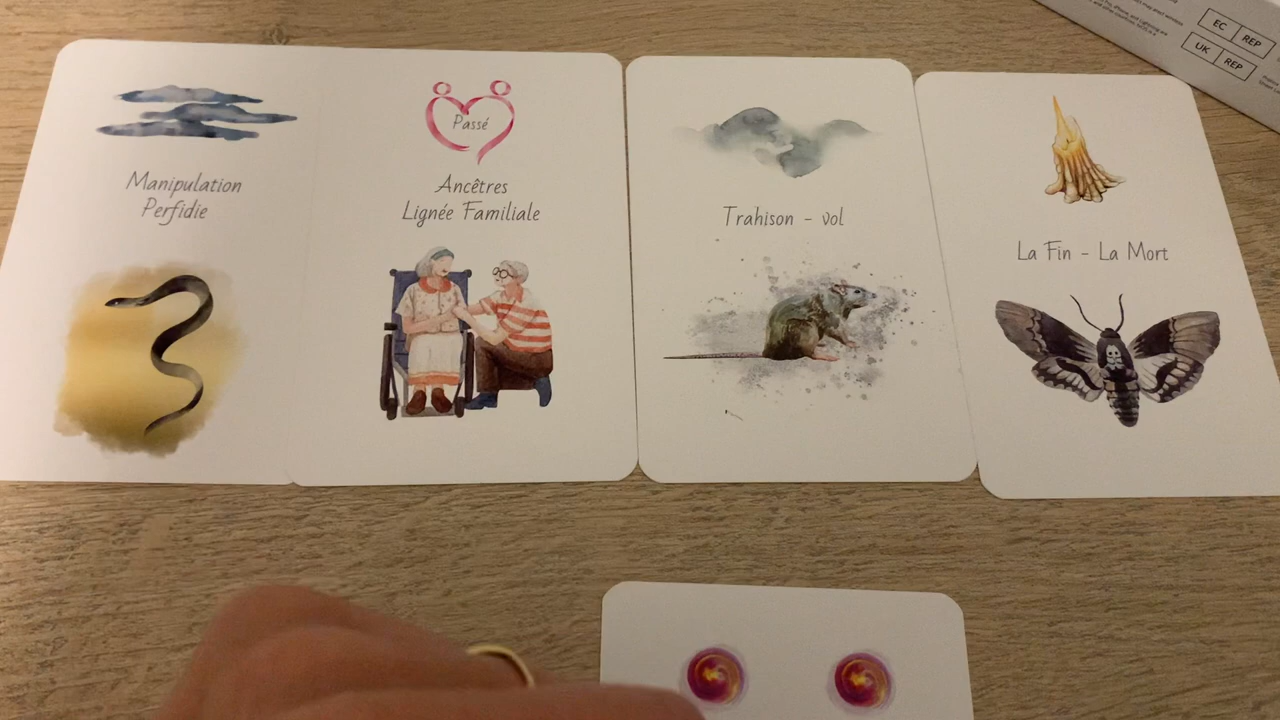 Manipulation
Perfidie
Passé
Ancêtres
Lignée Familiale
Trahison - vol
La Fin - La Mort
EC REP
UK REP